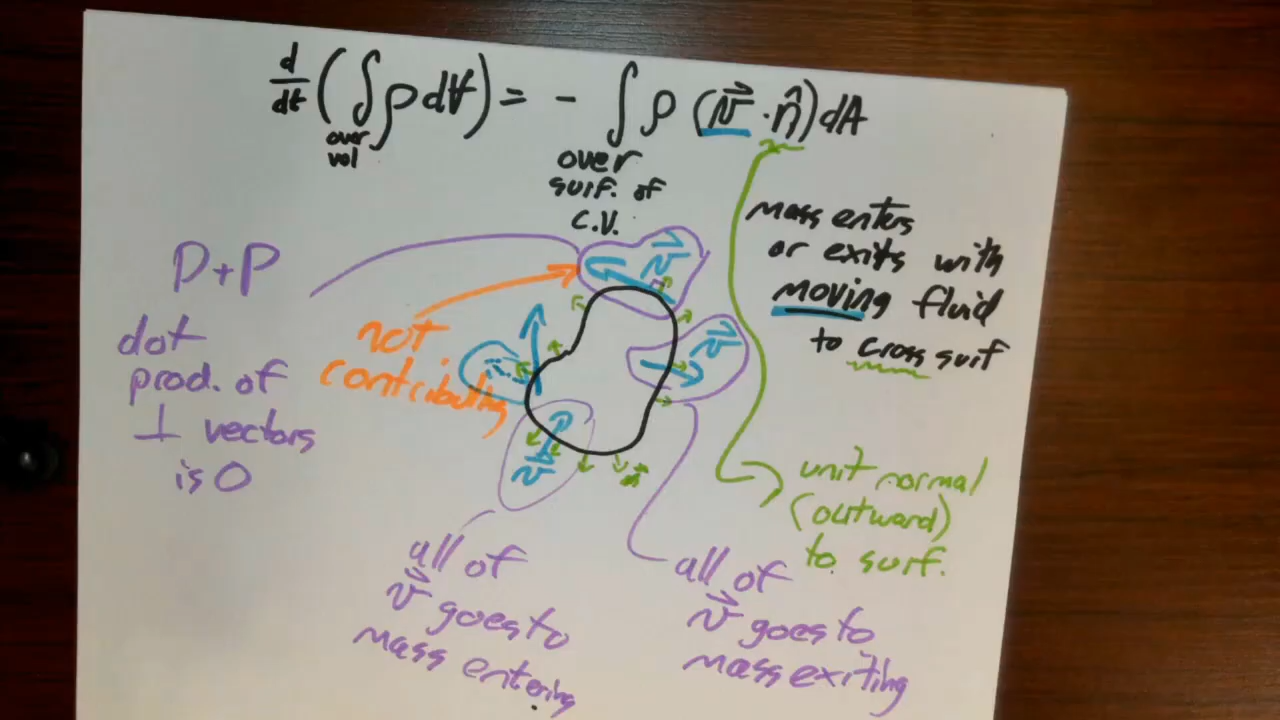 d/dt (∫ρdV) = - ∫ρ (v⃗ · n̂) dA
over
vol
over
surf. of
C.V.
mass enters
or exits with
moving fluid
to cross surf
D+P
dot
prod. of
⊥ vectors
is 0
not
contributing
v⃗
v⃗
v⃗
unit normal
(outward)
to surf.
all of
v⃗ goes to
mass entering
all of
v⃗ goes to
mass exiting